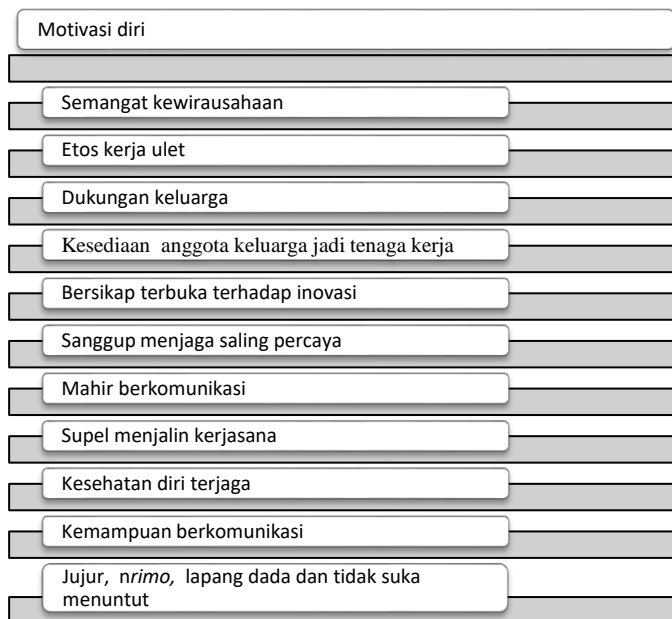 Motivasi diri
Semangat kewirausahaan
Etos kerja ulet
Dukungan keluarga
Kesediaan anggota keluarga jadi tenaga kerja
Bersikap terbuka terhadap inovasi
Sanggup menjaga saling percaya
Mahir berkomunikasi
Supel menjalin kerjasana
Kesehatan diri terjaga
Kemampuan berkomunikasi
Jujur, nrimo, lapang dada dan tidak suka
menuntut